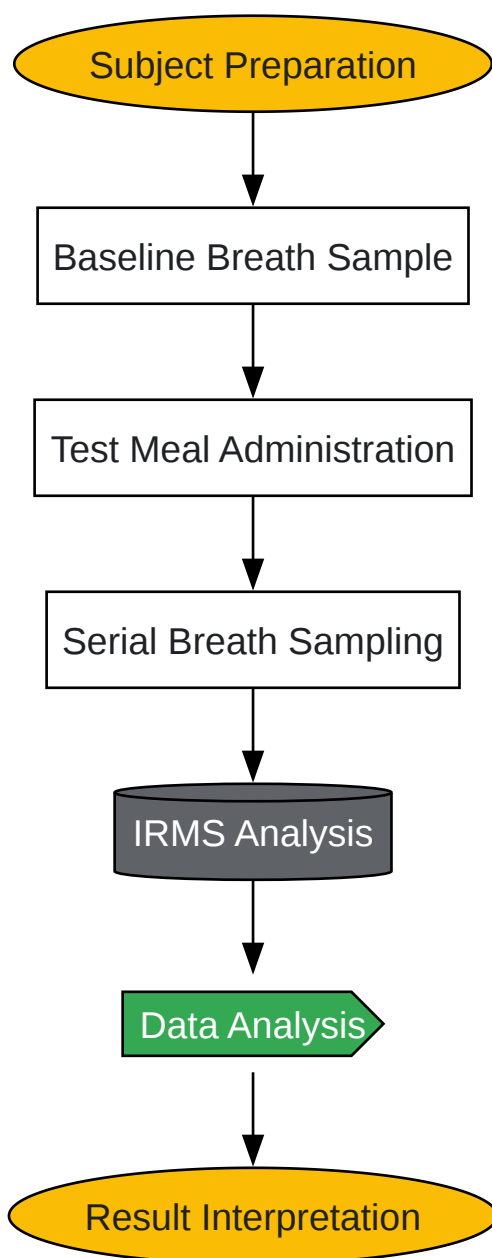 Subject Preparation
Baseline Breath Sample
Test Meal Administration
Serial Breath Sampling
IRMS Analysis
Data Analysis
Result Interpretation